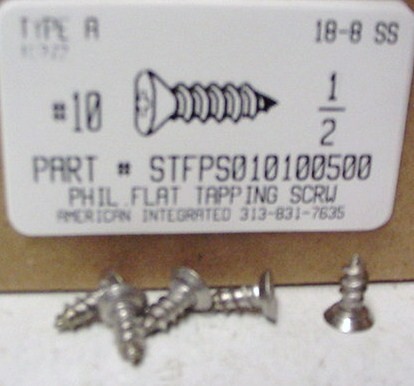 TYPE A 18-8 SS
#10 1/2
PART # STFPS010100500
PHIL.FLAT TAPPING SCRW
AMERICAN INTEGRATED 313-831-7635